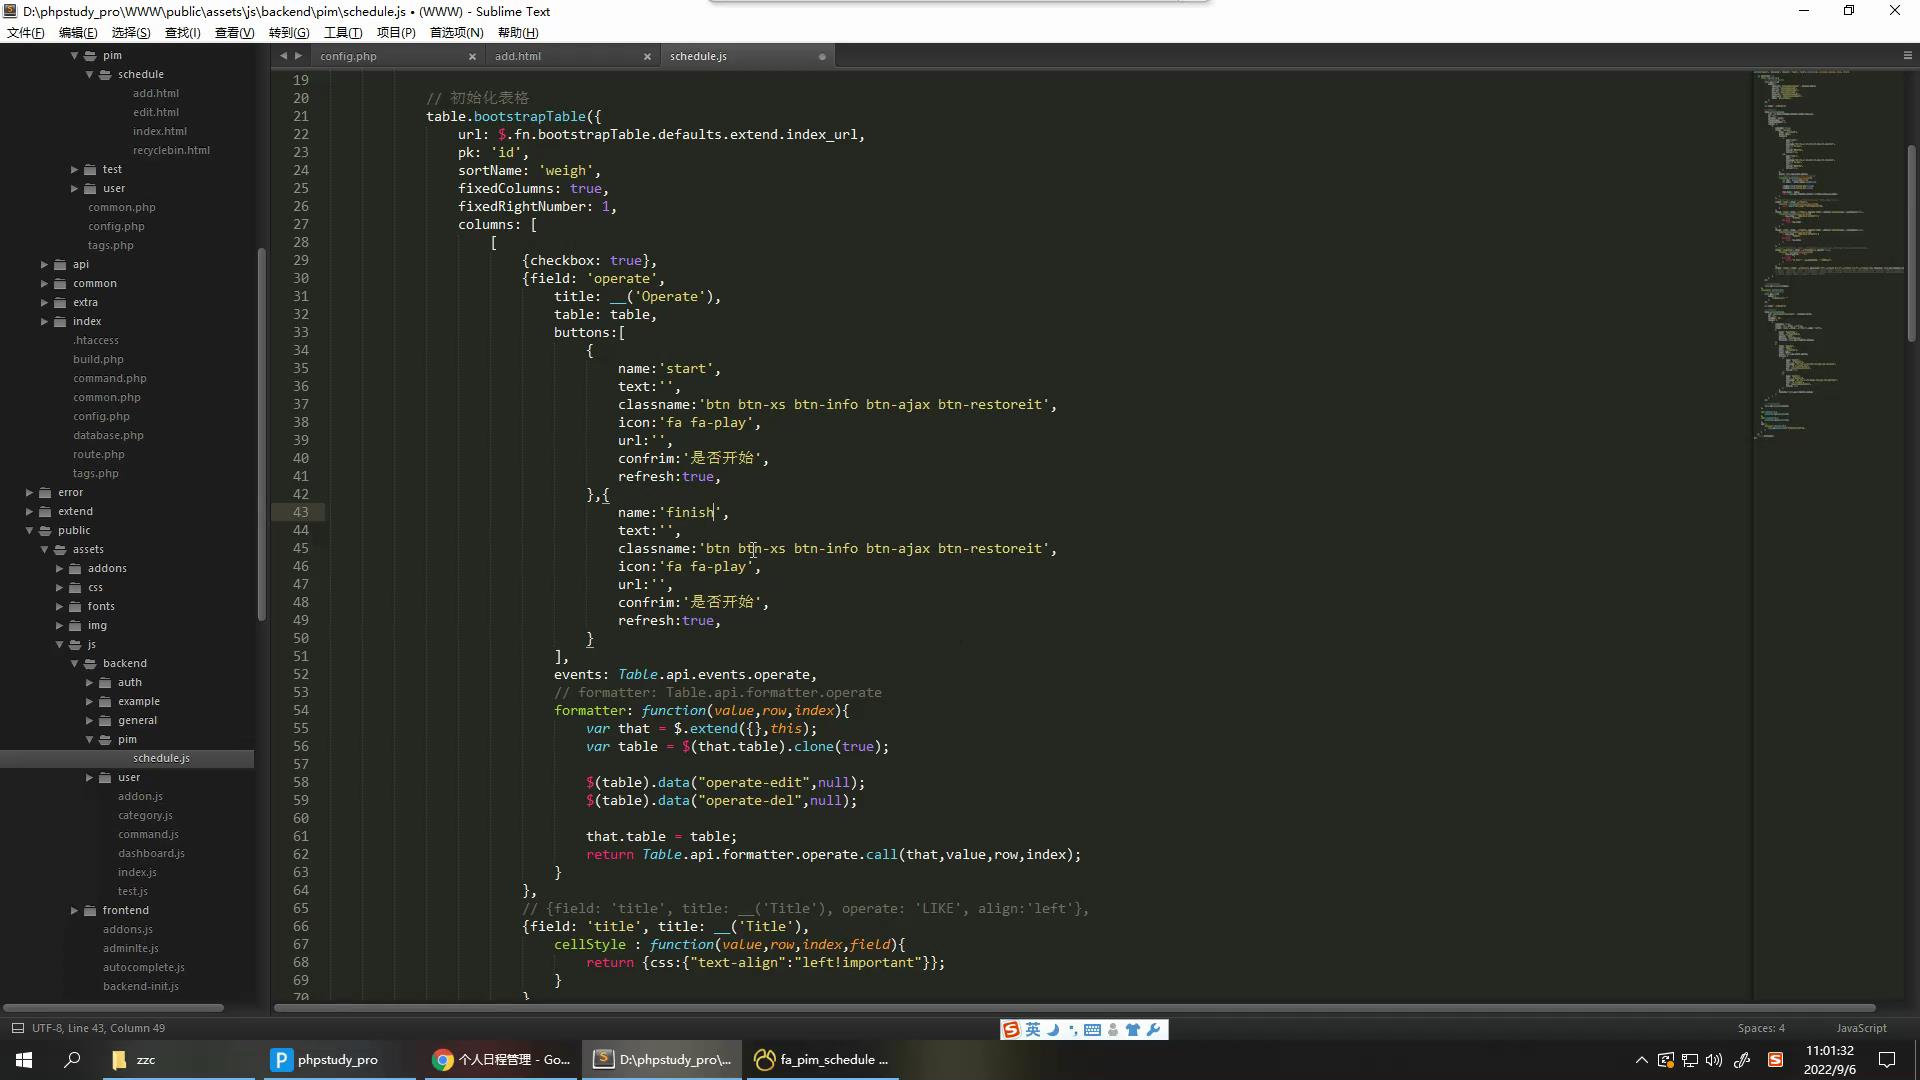 D:\phpstudy_pro\WWW\public\assets\js\backend\pim\schedule.js • (WWW) - Sublime Text
文件(F) 编辑(E) 选择(S) 查找(I) 查看(V) 转到(G) 工具(T) 项目(P) 首选项(N) 帮助(H)
config.php add.html schedule.js
pim
schedule
add.html
edit.html
index.html
recyclebin.html
test
user
common.php
config.php
tags.php
api
common
extra
index
.htaccess
build.php
command.php
common.php
config.php
database.php
route.php
tags.php
error
extend
public
assets
addons
css
fonts
img
js
backend
auth
example
general
pim
schedule.js
user
addon.js
category.js
command.js
dashboard.js
index.js
test.js
frontend
addons.js
adminlte.js
autocomplete.js
backend-init.js
19
20 // 初始化表格
21 table.bootstrapTable({
22 url: $.fn.bootstrapTable.defaults.extend.index_url,
23 pk: 'id',
24 sortName: 'weigh',
25 fixedColumns: true,
26 fixedRightNumber: 1,
27 columns: [
28 [
29 {checkbox: true},
30 {field: 'operate',
31 title: __('Operate'),
32 table: table,
33 buttons:[
34 {
35 name:'start',
36 text:'',
37 classname:'btn btn-xs btn-info btn-ajax btn-restoreit',
38 icon:'fa fa-play',
39 url:'',
40 confrim:'是否开始',
41 refresh:true,
42 },{
43 name:'finish',
44 text:'',
45 classname:'btn btn-xs btn-info btn-ajax btn-restoreit',
46 icon:'fa fa-play',
47 url:'',
48 confrim:'是否开始',
49 refresh:true,
50 }
51 ],
52 events: Table.api.events.operate,
53 // formatter: Table.api.formatter.operate
54 formatter: function(value,row,index){
55 var that = $.extend({},this);
56 var table = $(that.table).clone(true);
57
58 $(table).data("operate-edit",null);
59 $(table).data("operate-del",null);
60
61 that.table = table;
62 return Table.api.formatter.operate.call(that,value,row,index);
63 }
64 },
65 // {field: 'title', title: __('Title'), operate: 'LIKE', align:'left'},
66 {field: 'title', title: __('Title'),
67 cellStyle : function(value,row,index,field){
68 return {css:{"text-align":"left!important"}};
69 }
70 }
UTF-8, Line 43, Column 49
英
Spaces: 4 JavaScript
zzc
phpstudy_pro
个人日程管理 - Go...
D:\phpstudy_pro\...
fa_pim_schedule ...
11:01:32
2022/9/6